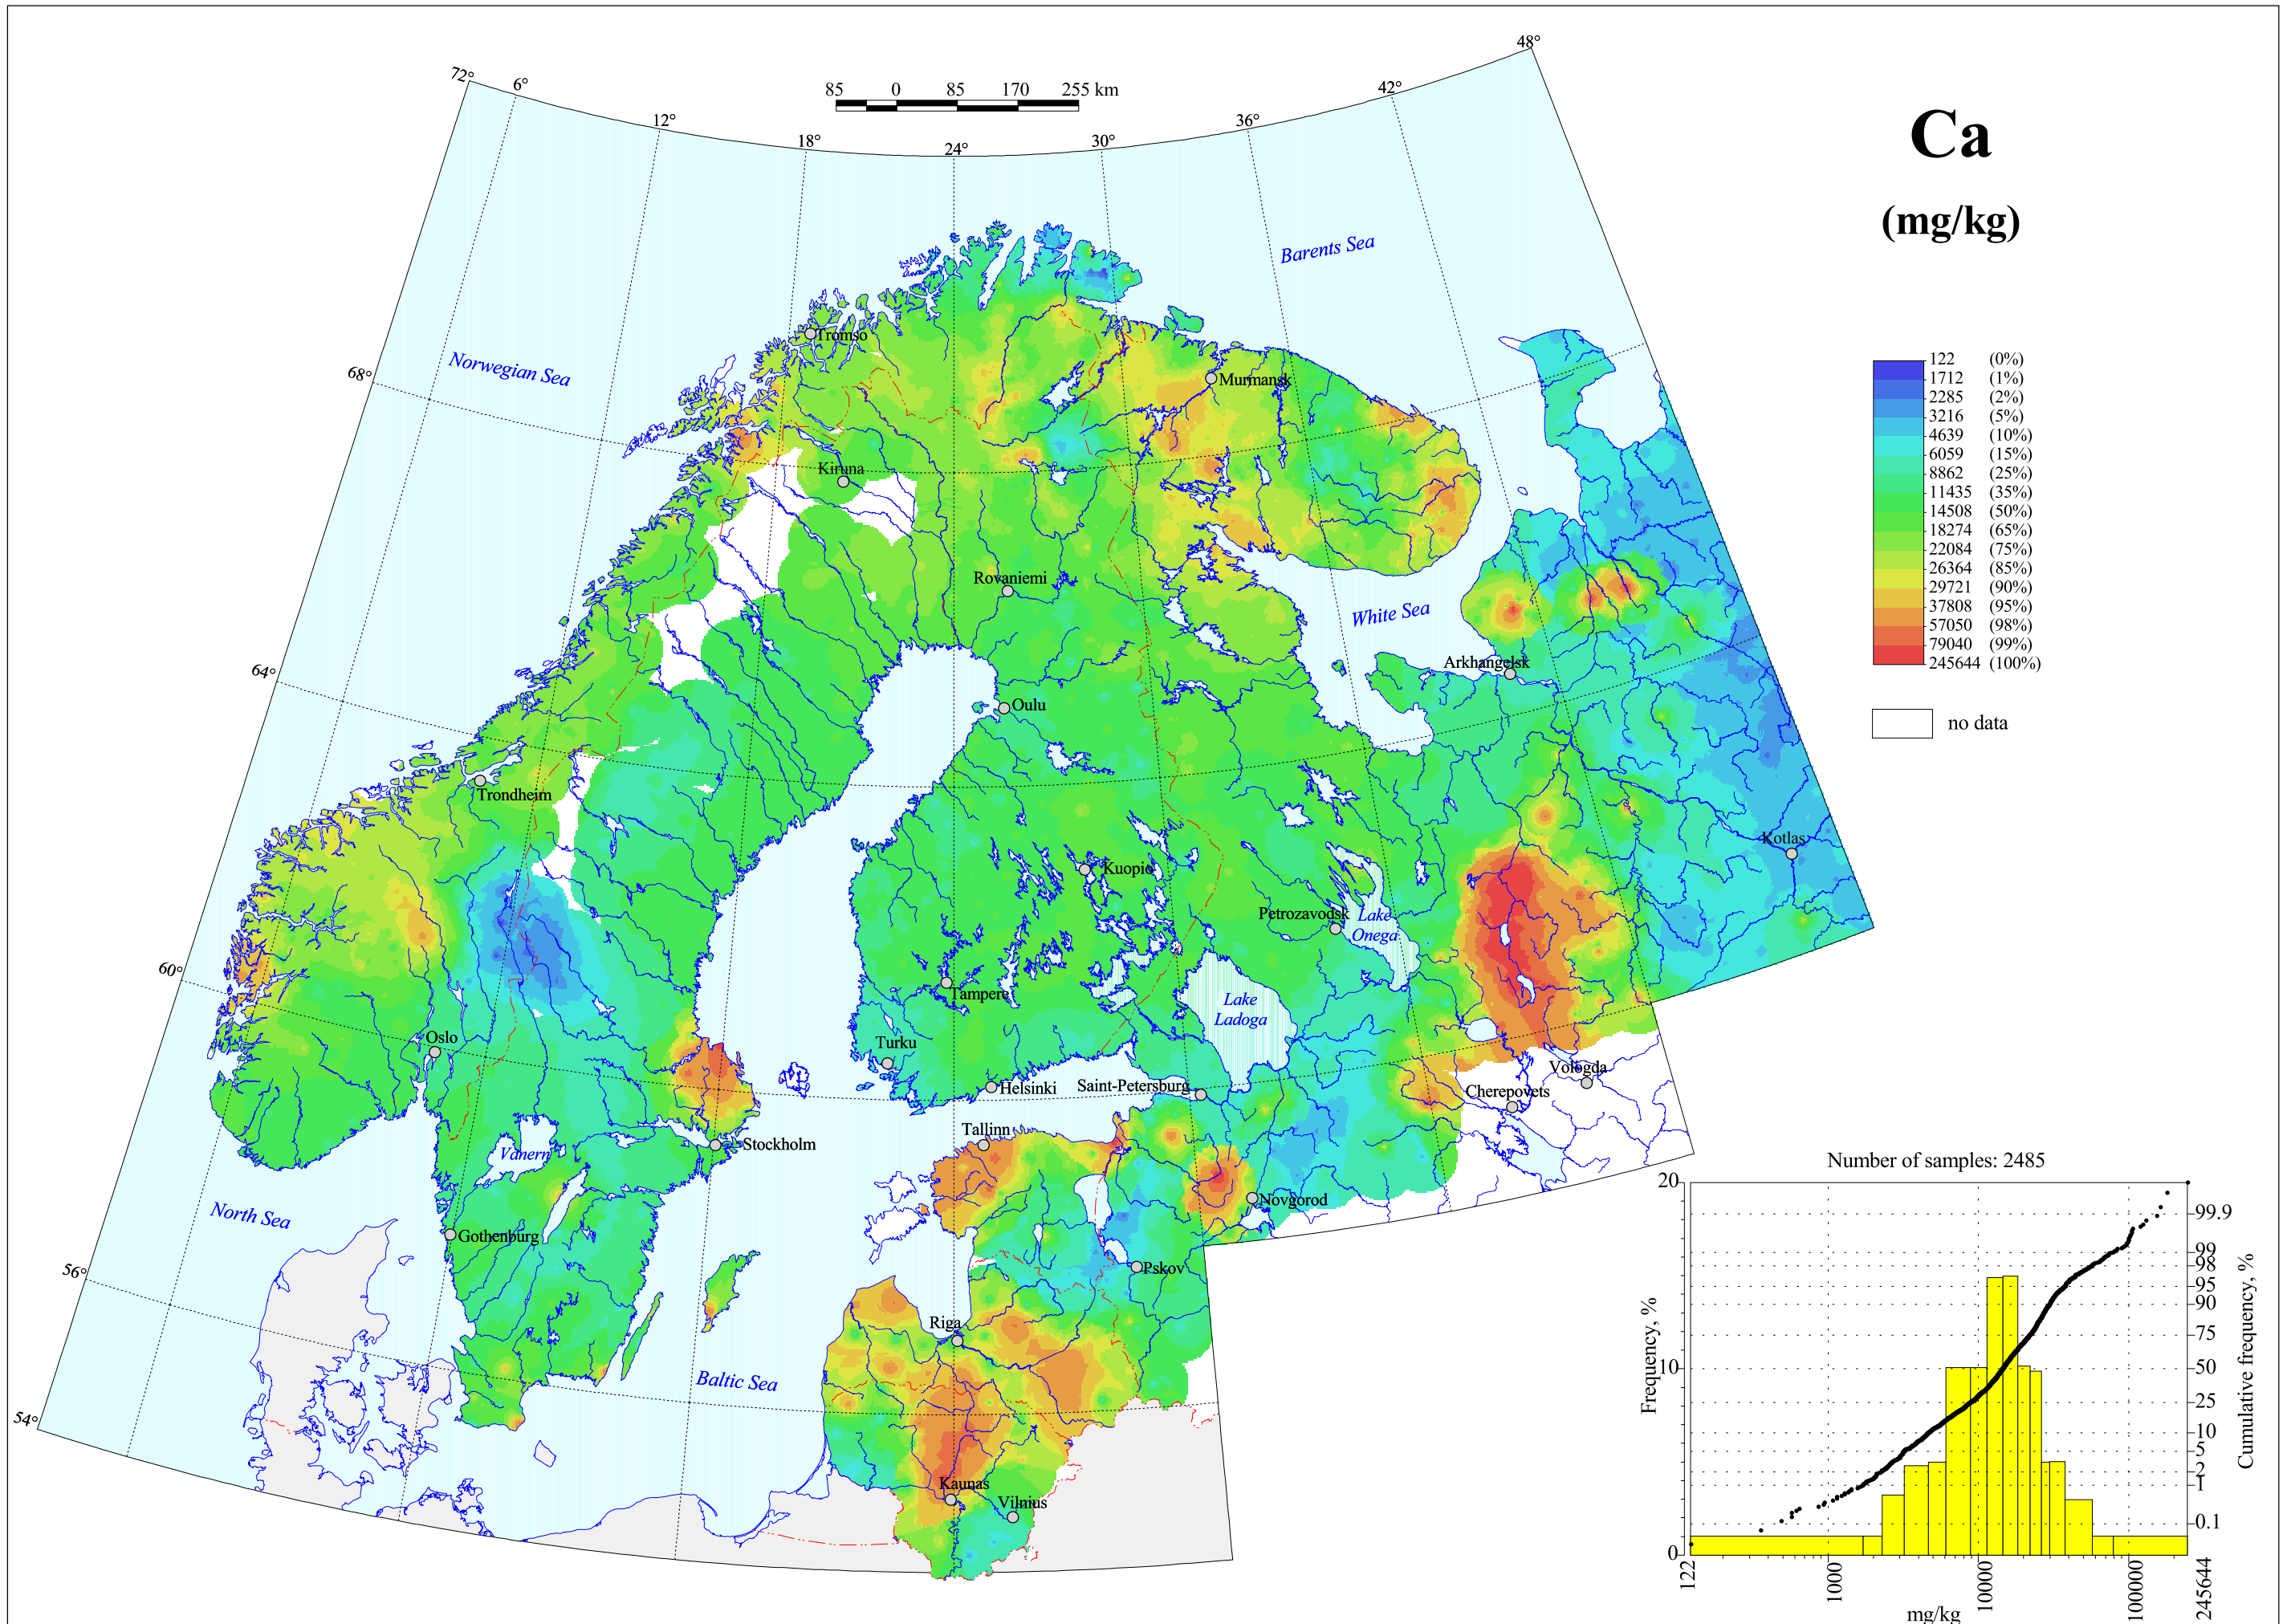 Ca
(mg/kg)
85 0 85 170 255 km
72°
6°
12°
18°
24°
30°
36°
42°
48°
68°
64°
60°
56°
54°
Barents Sea
Norwegian Sea
Tromso
Murmansk
Kiruna
Rovaniemi
White Sea
Arkhangelsk
Oulu
Trondheim
Kotlas
Kuopio
Petrozavodsk
Lake
Onega
Tampere
Lake
Ladoga
Oslo
Turku
Helsinki
Saint-Petersburg
Vologda
Cherepovets
Tallinn
Stockholm
Vanern
Novgorod
North Sea
Gothenburg
Pskov
Riga
Baltic Sea
Kaunas
Vilnius
122 (0%)
1712 (1%)
2285 (2%)
3216 (5%)
4639 (10%)
6059 (15%)
8862 (25%)
11435 (35%)
14508 (50%)
18274 (65%)
22084 (75%)
26364 (85%)
29721 (90%)
37808 (95%)
57050 (98%)
79040 (99%)
245644 (100%)
no data
Number of samples: 2485
Frequency, %
20
10
0
Cumulative frequency, %
99.9
99
98
95
90
75
50
25
10
5
2
1
0.1
122 1000 10000 100000 245644
mg/kg